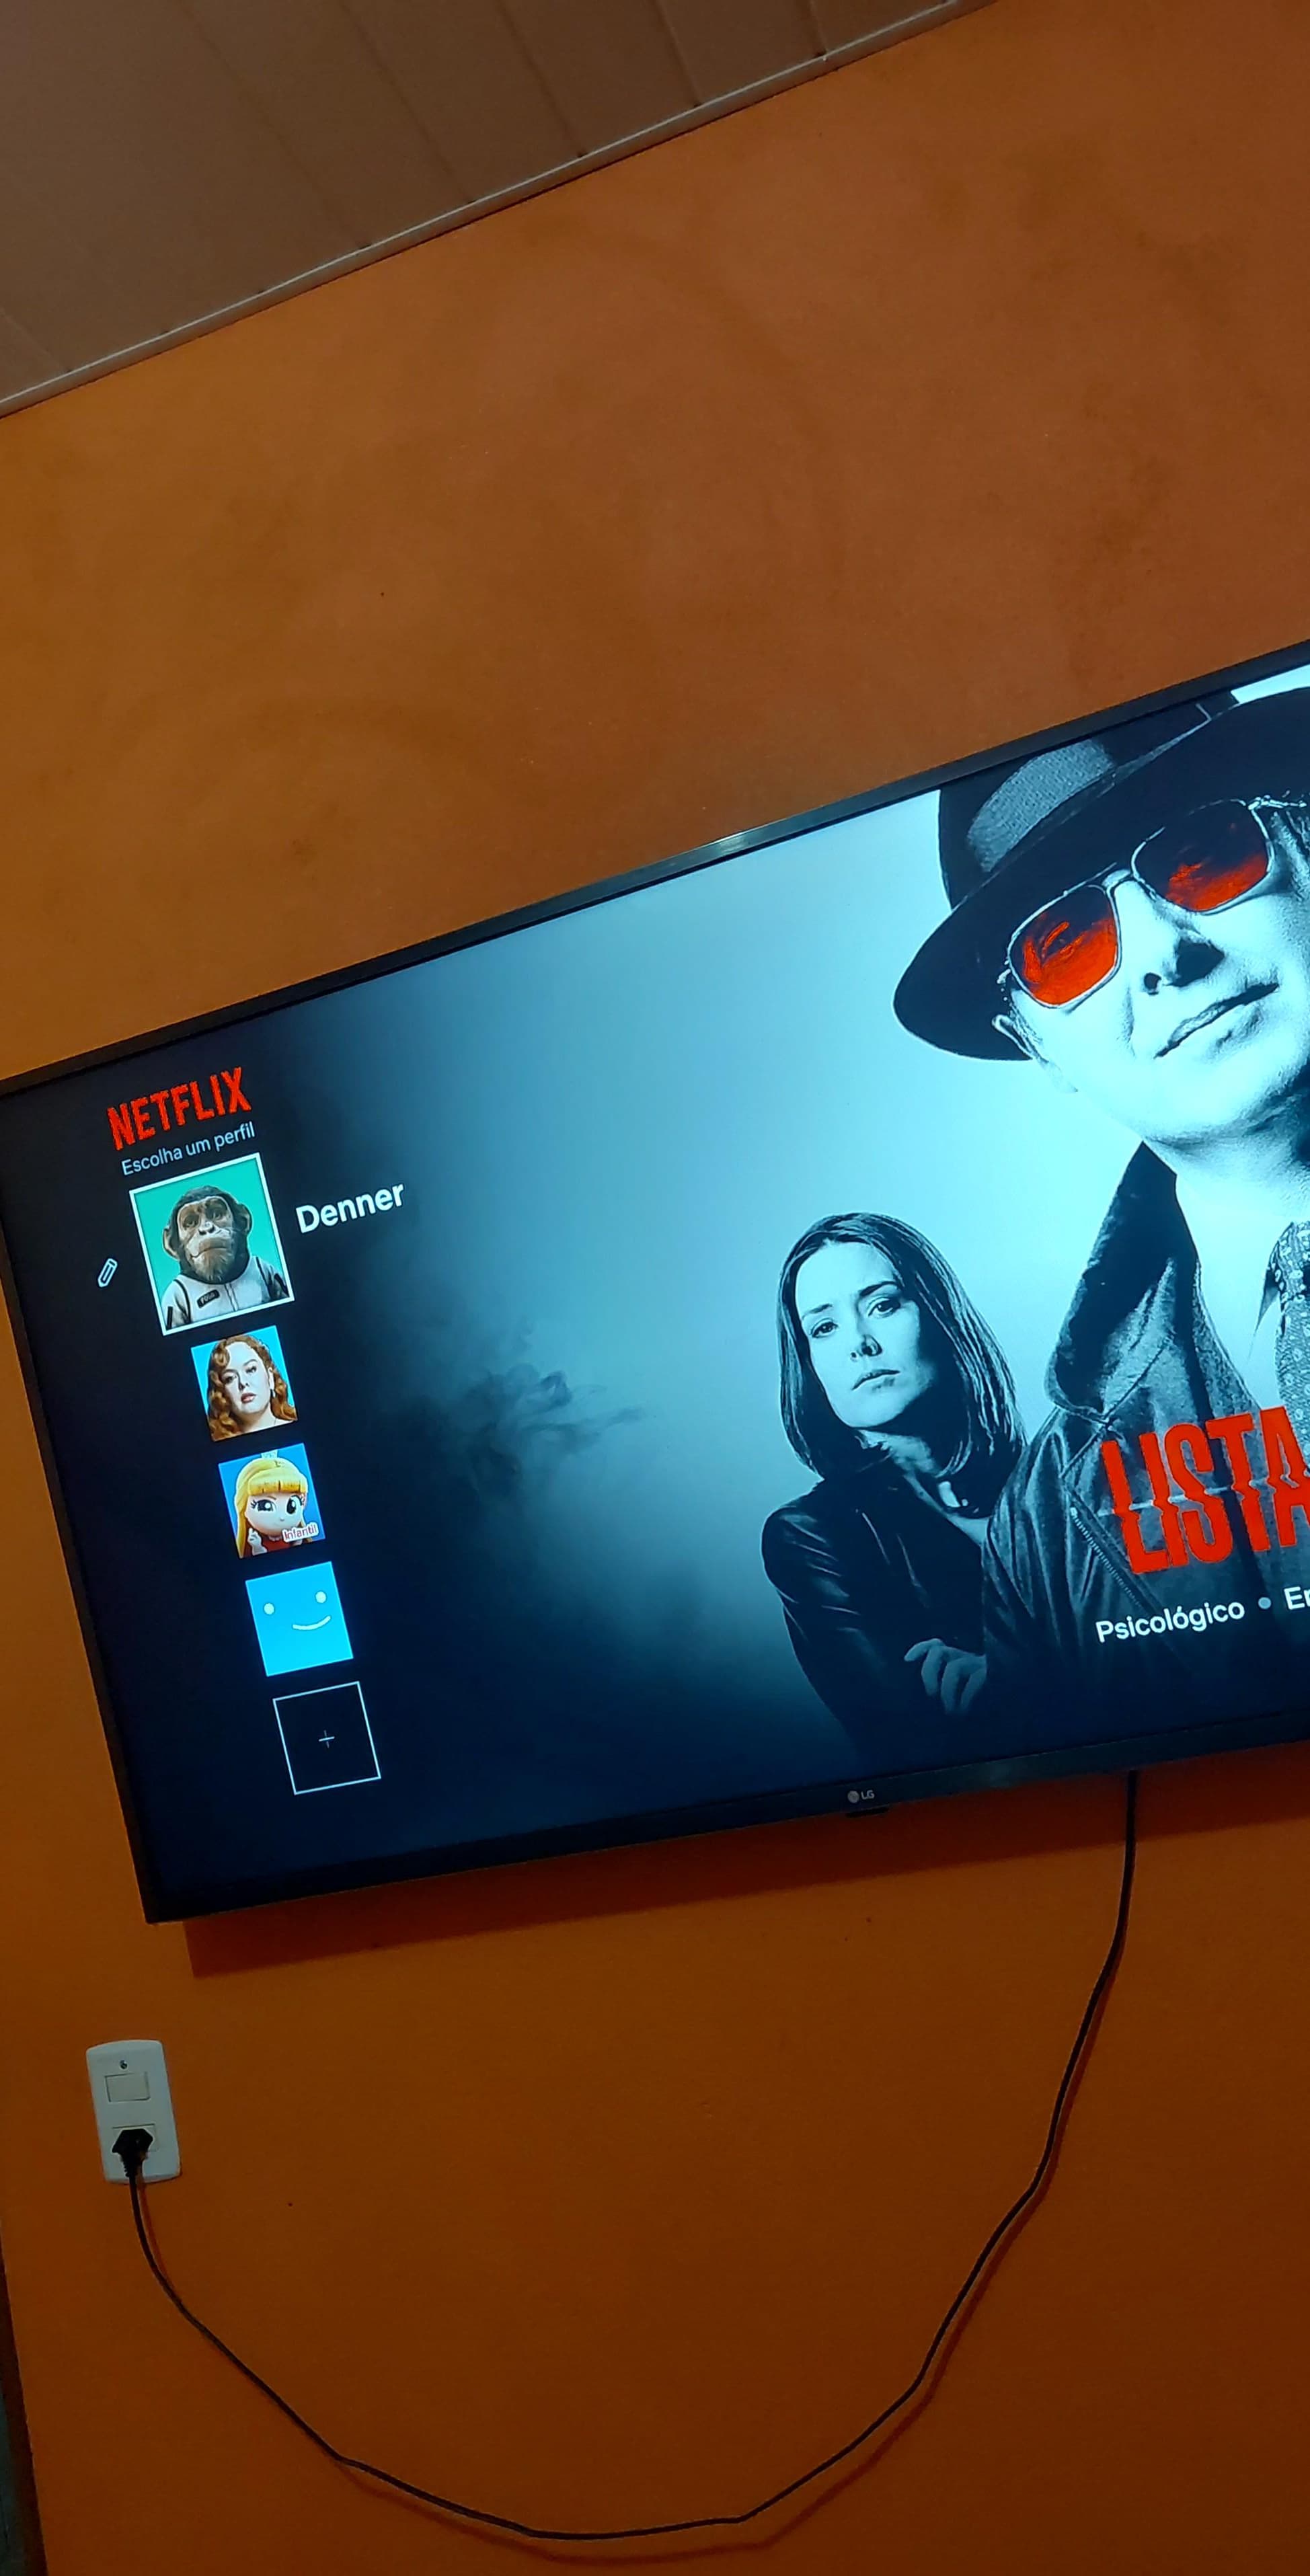 NETFLIX
Escolha um perfil
Denner
Infantil
LISTA
Psicológico •
LG